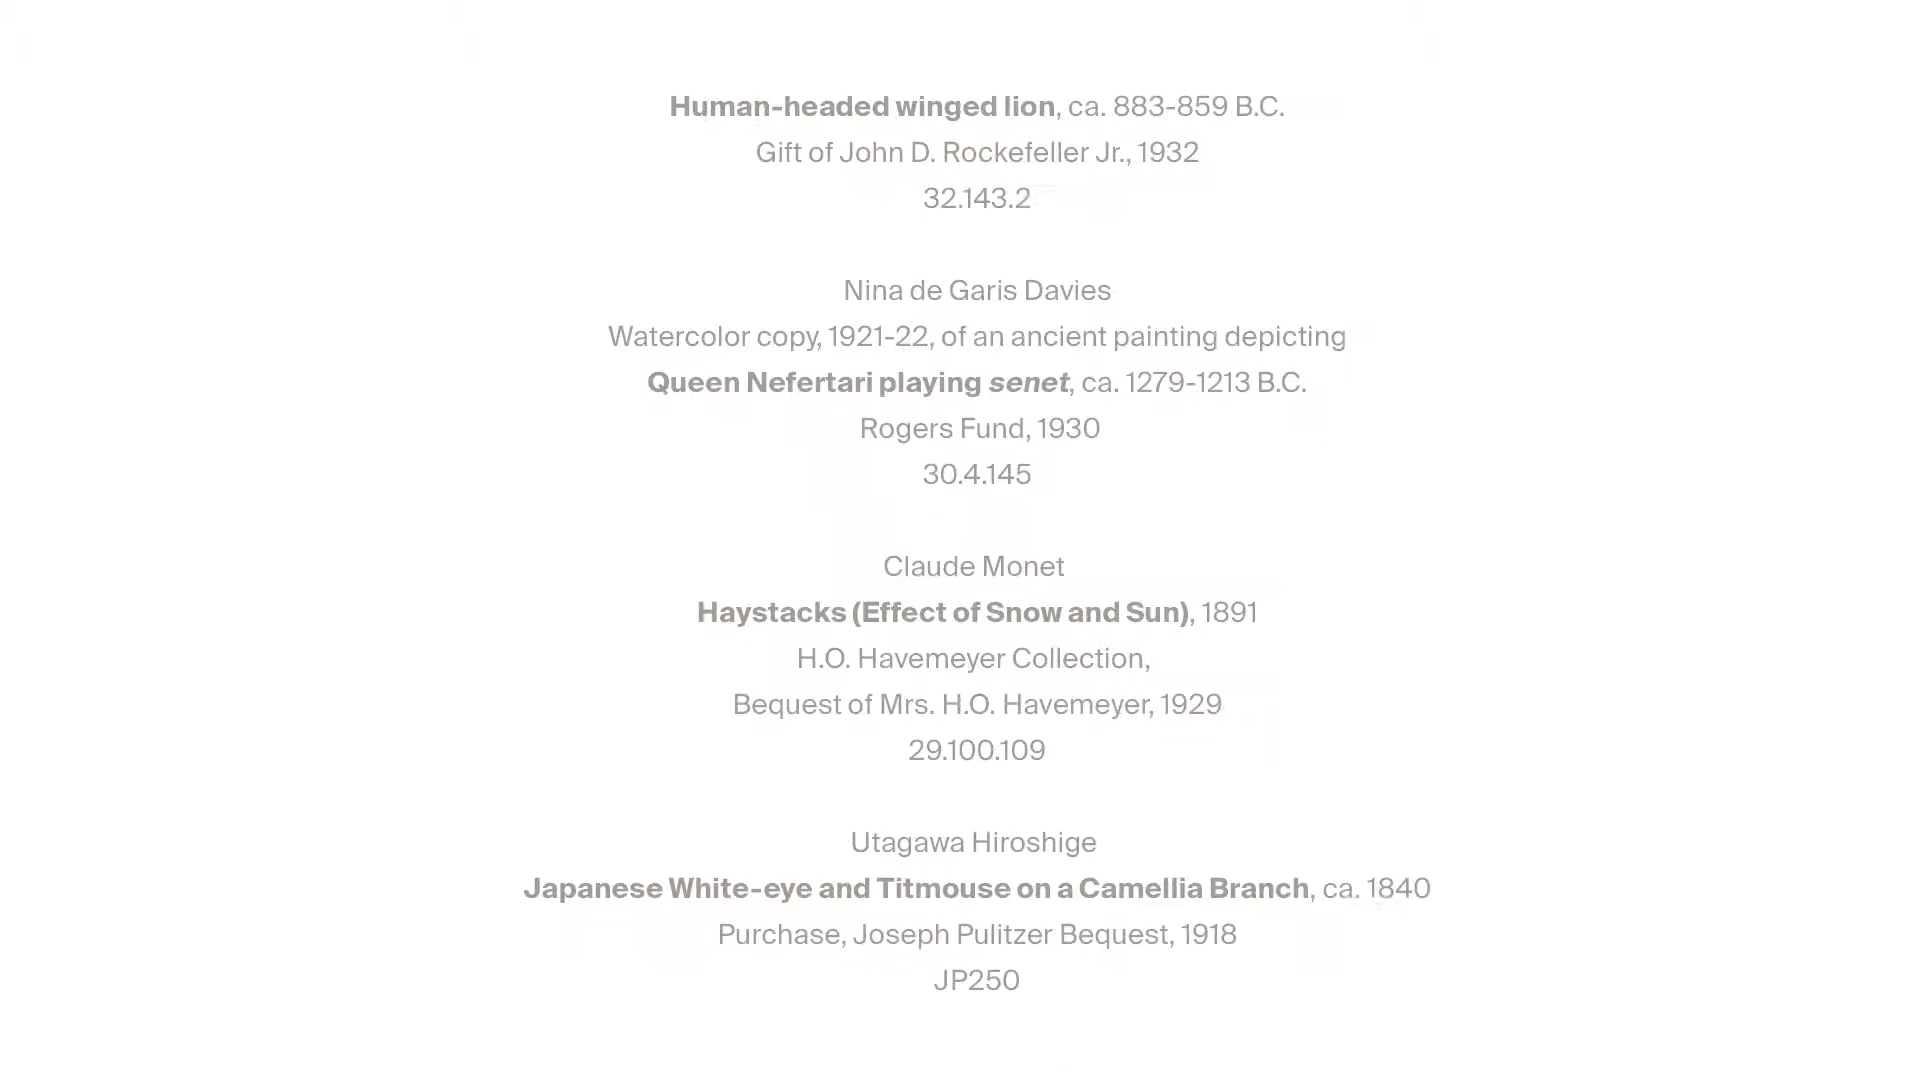 Human-headed winged lion, ca. 883-859 B.C.
Gift of John D. Rockefeller Jr., 1932
32.143.2
Nina de Garis Davies
Watercolor copy, 1921-22, of an ancient painting depicting
Queen Nefertari playing senet, ca. 1279-1213 B.C.
Rogers Fund, 1930
30.4.145
Claude Monet
Haystacks (Effect of Snow and Sun), 1891
H.O. Havemeyer Collection,
Bequest of Mrs. H.O. Havemeyer, 1929
29.100.109
Utagawa Hiroshige
Japanese White-eye and Titmouse on a Camellia Branch, ca. 1840
Purchase, Joseph Pulitzer Bequest, 1918
JP250